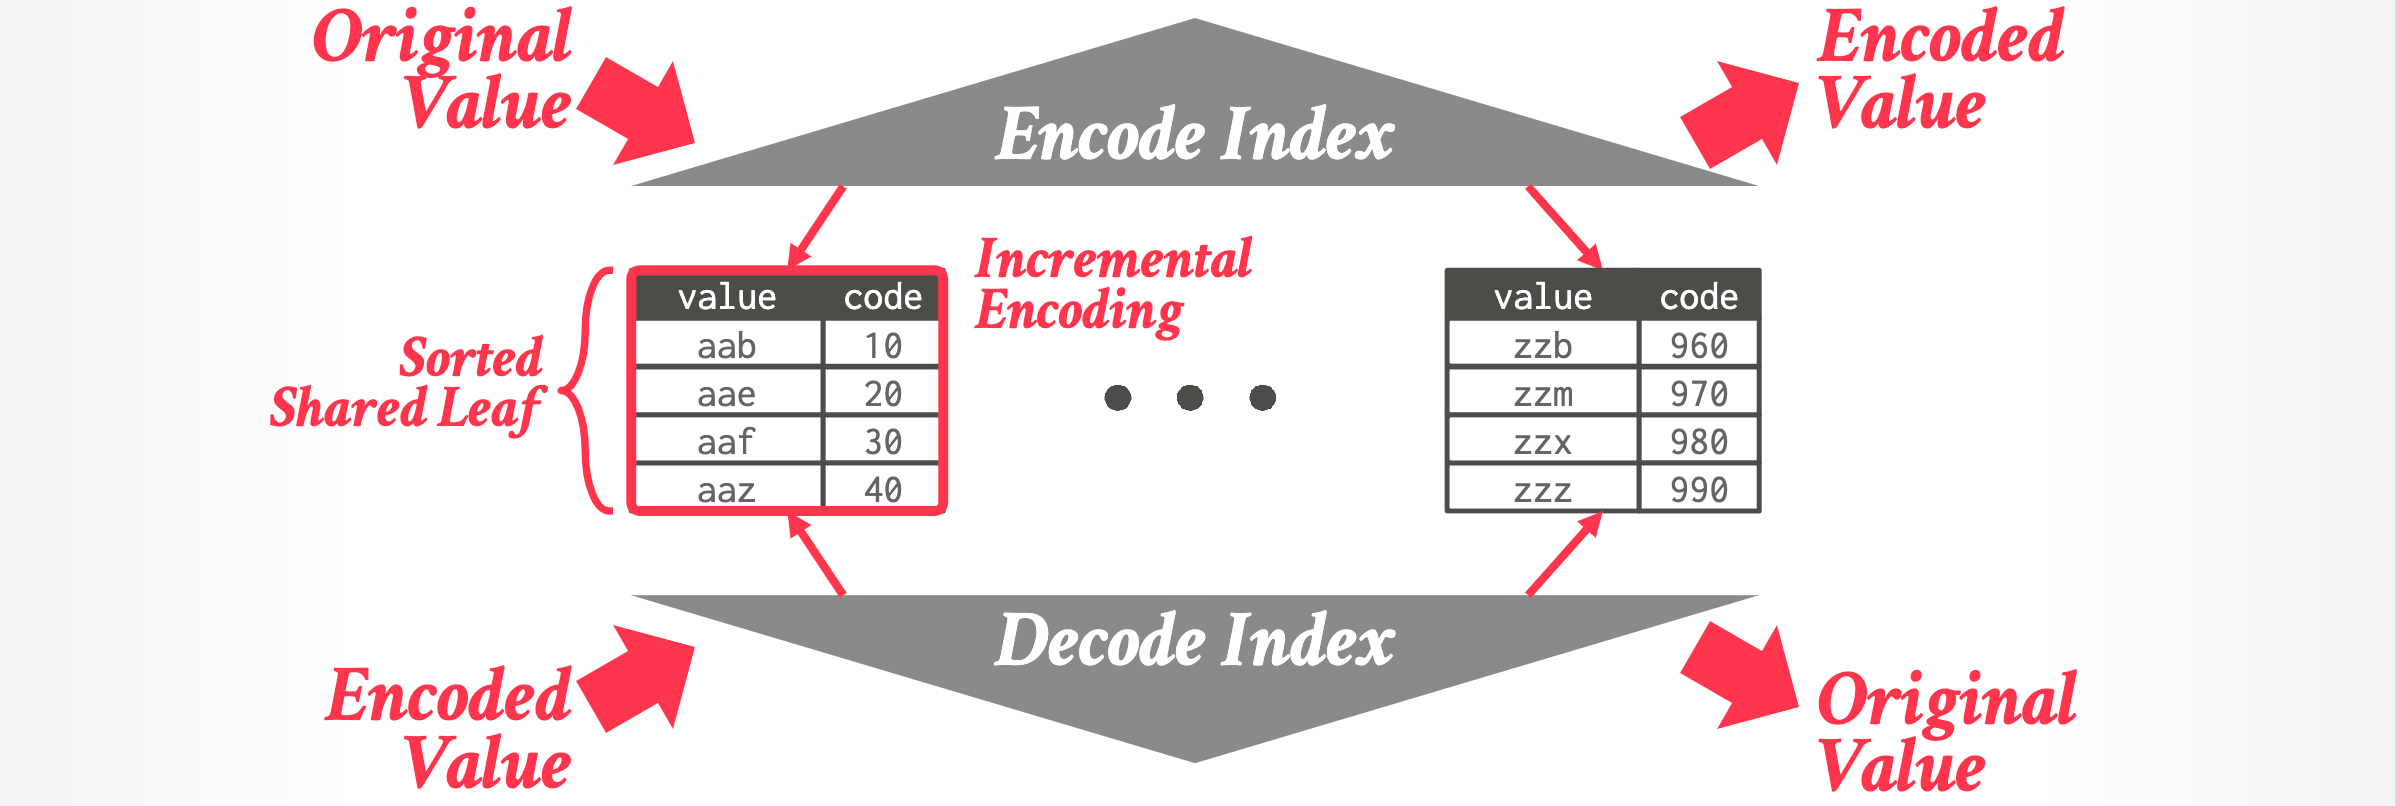 Original
Value
Encoded
Value
Encode Index
Incremental
Encoding
Sorted
Shared Leaf
value code
aab 10
aae 20
aaf 30
aaz 40
value code
zzb 960
zzm 970
zzx 980
zzz 990
Decode Index
Encoded
Value
Original
Value